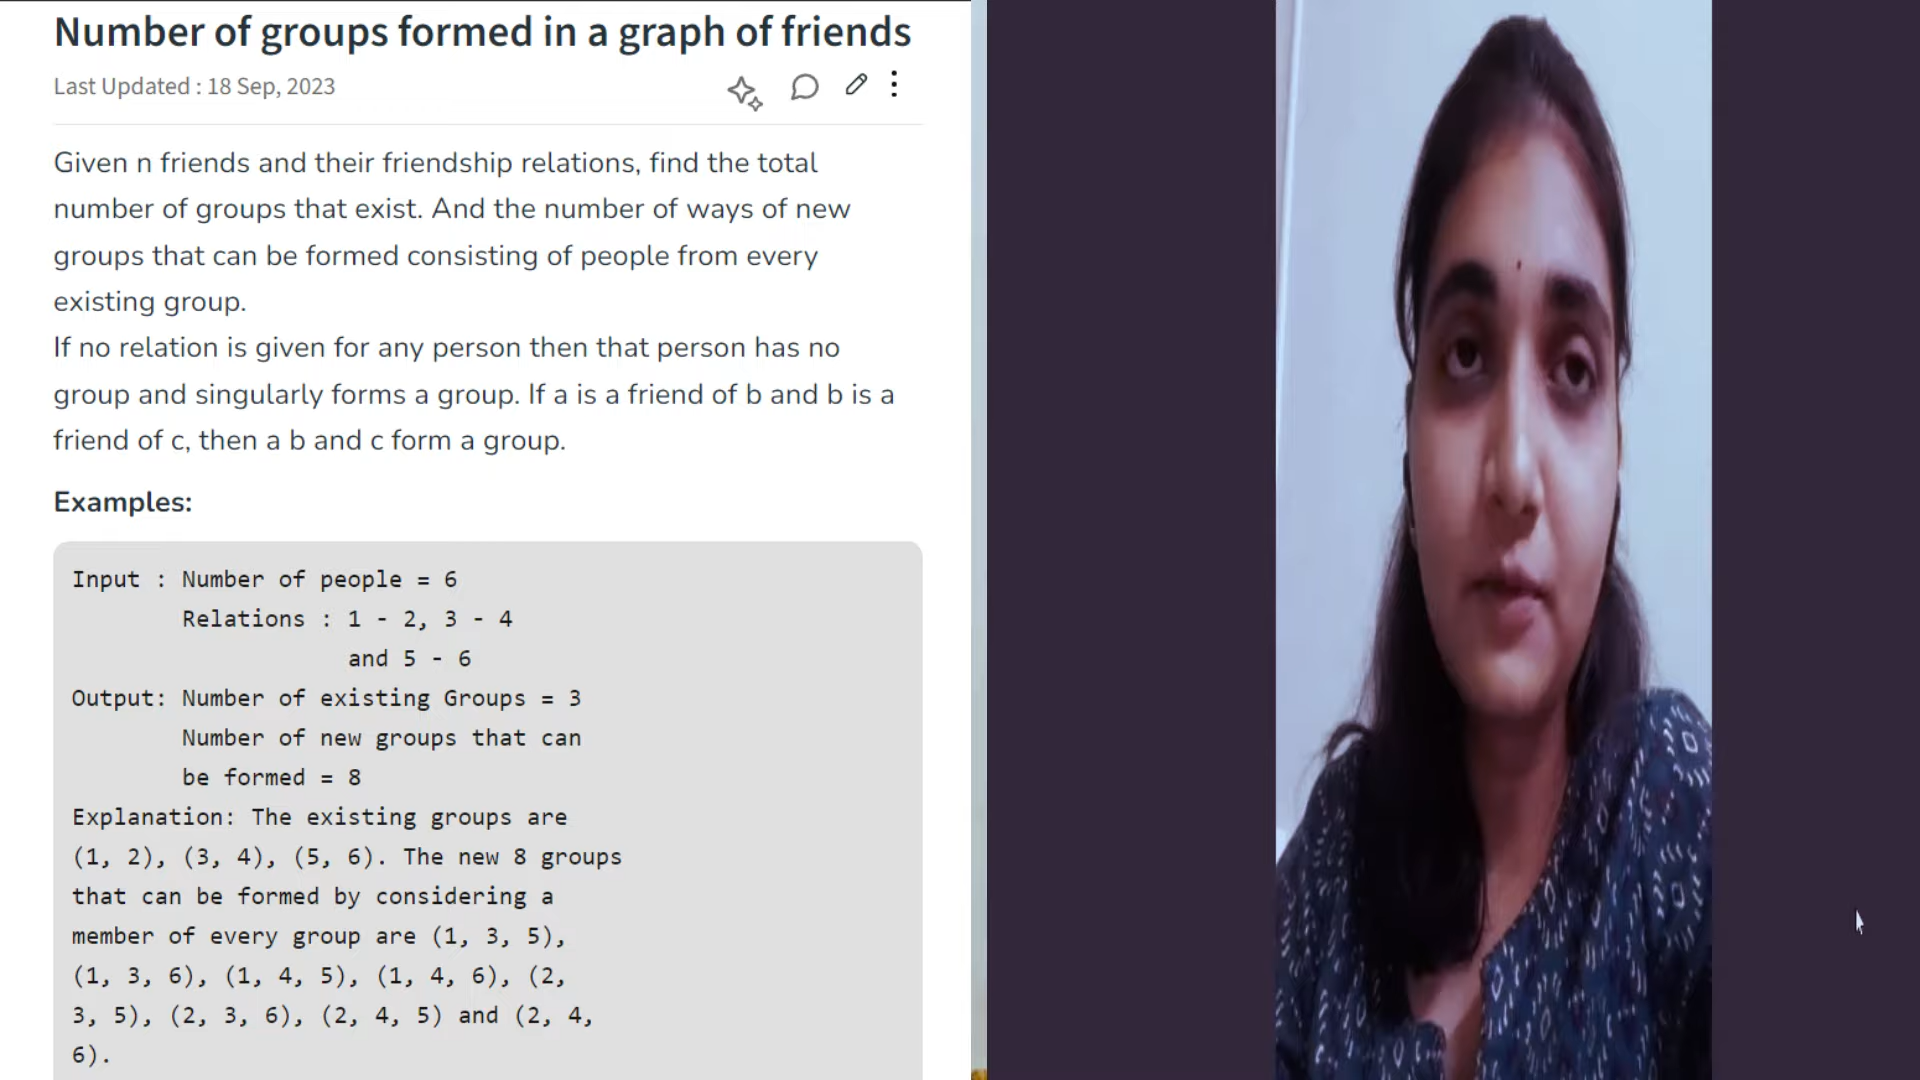 Number of groups formed in a graph of friends
Last Updated : 18 Sep, 2023
Given n friends and their friendship relations, find the total
number of groups that exist. And the number of ways of new
groups that can be formed consisting of people from every
existing group.
If no relation is given for any person then that person has no
group and singularly forms a group. If a is a friend of b and b is a
friend of c, then a b and c form a group.
Examples:
Input : Number of people = 6
Relations : 1 - 2, 3 - 4
and 5 - 6
Output: Number of existing Groups = 3
Number of new groups that can
be formed = 8
Explanation: The existing groups are
(1, 2), (3, 4), (5, 6). The new 8 groups
that can be formed by considering a
member of every group are (1, 3, 5),
(1, 3, 6), (1, 4, 5), (1, 4, 6), (2,
3, 5), (2, 3, 6), (2, 4, 5) and (2, 4,
6).